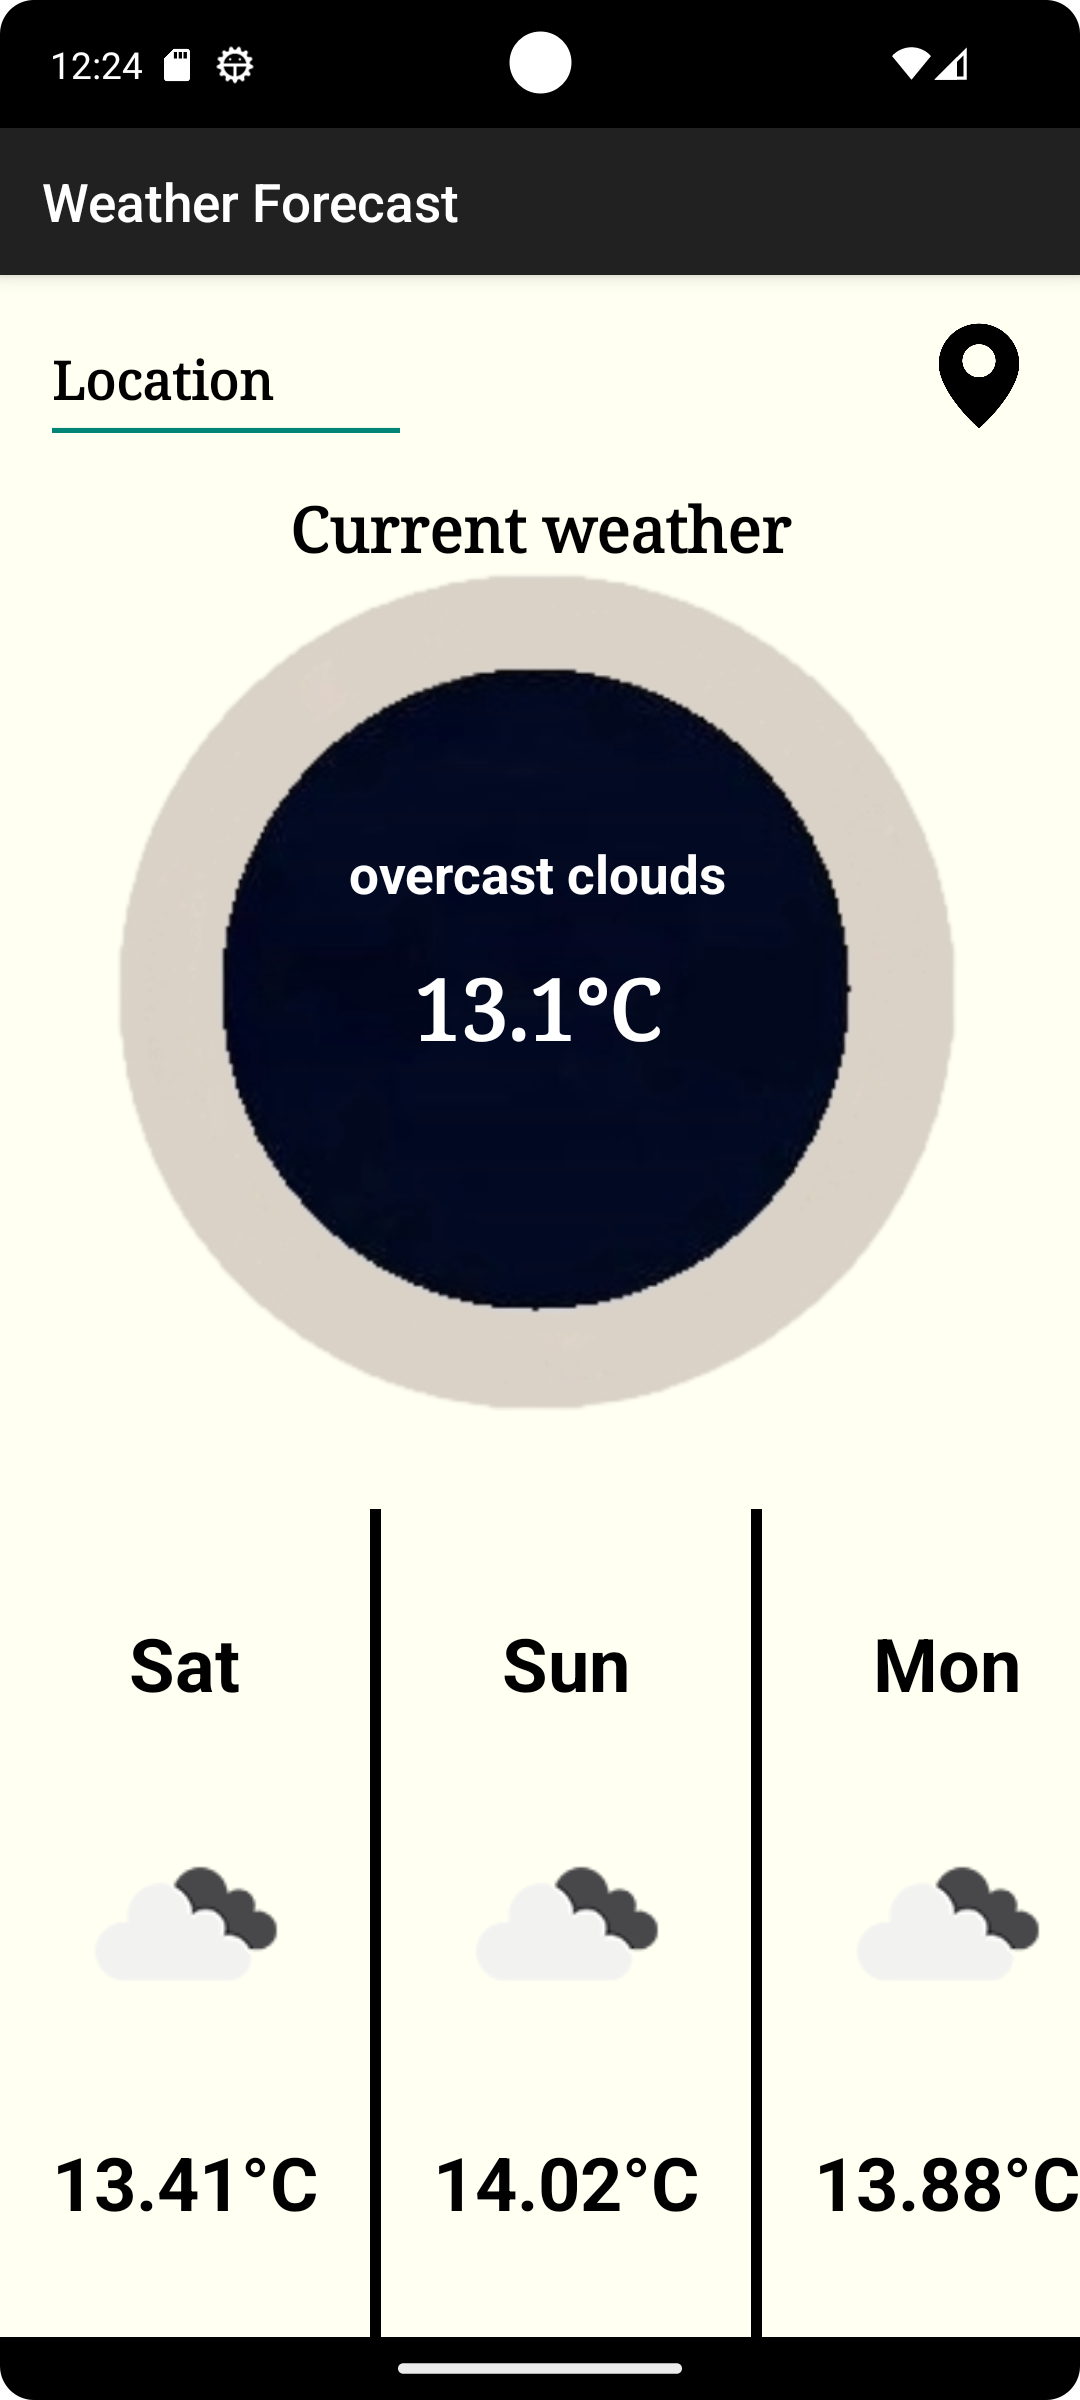 12:24
Weather Forecast
Location
Current weather
overcast clouds
13.1°C
Sat
Sun
Mon
13.41°C
14.02°C
13.88°C